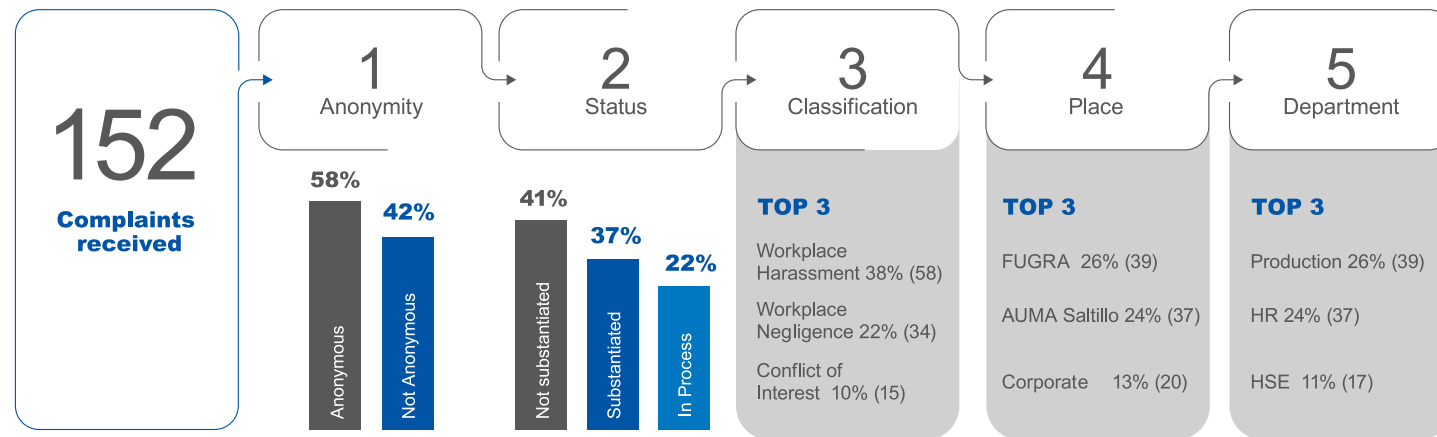 152
Complaints
received
1
Anonymity
58%
Anonymous
42%
Not Anonymous
2
Status
41%
Not substantiated
37%
Substantiated
22%
In Process
3
Classification
TOP 3
Workplace
Harassment 38% (58)
Workplace
Negligence 22% (34)
Conflict of
Interest 10% (15)
4
Place
TOP 3
FUGRA 26% (39)
AUMA Saltillo 24% (37)
Corporate 13% (20)
5
Department
TOP 3
Production 26% (39)
HR 24% (37)
HSE 11% (17)